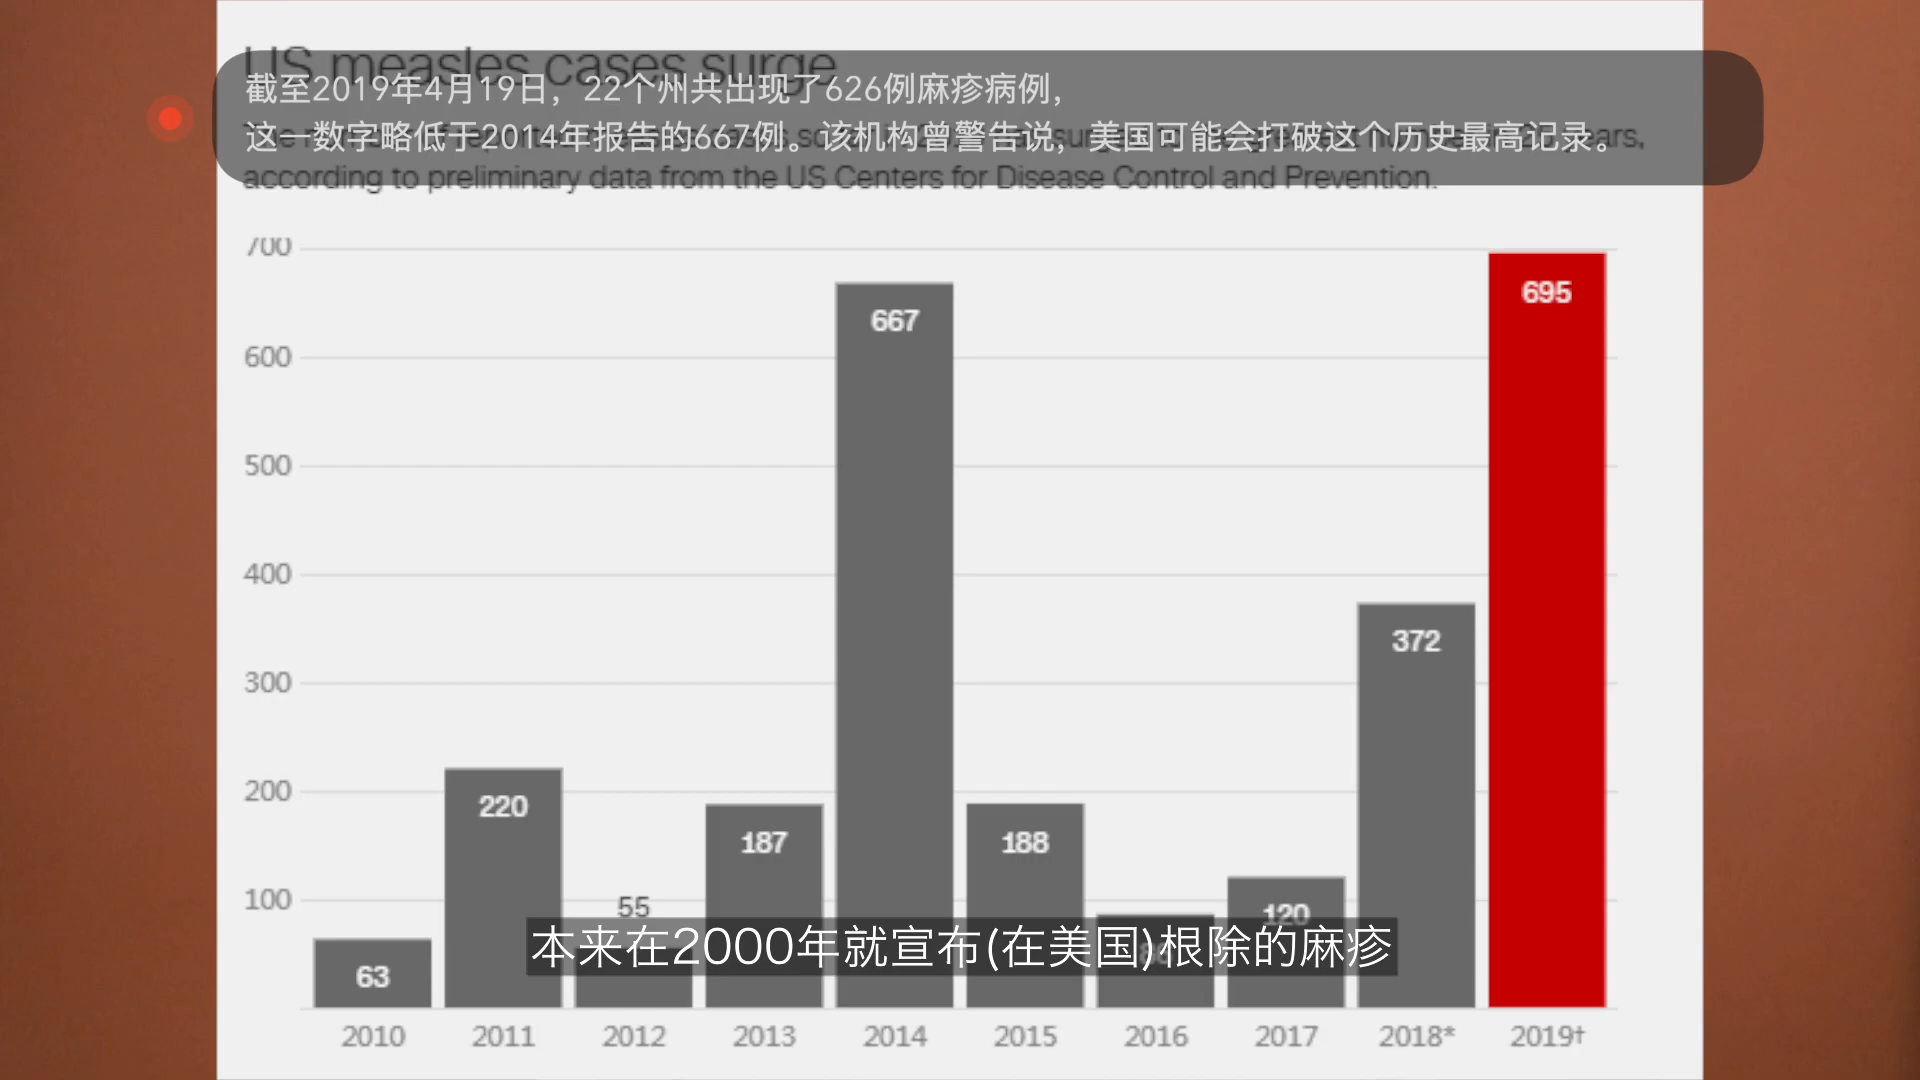 US measles cases surge
截至2019年4月19日，22个州共出现了626例麻疹病例，
这一数字略低于2014年报告的667例。该机构曾警告说，美国可能会打破这个历史最高记录。
years,
according to preliminary data from the US Centers for Disease Control and Prevention.
700
695
667
600
500
400
372
300
220
200
187
188
100
55
120
63
本来在2000年就宣布(在美国)根除的麻疹
2010 2011 2012 2013 2014 2015 2016 2017 2018* 2019†